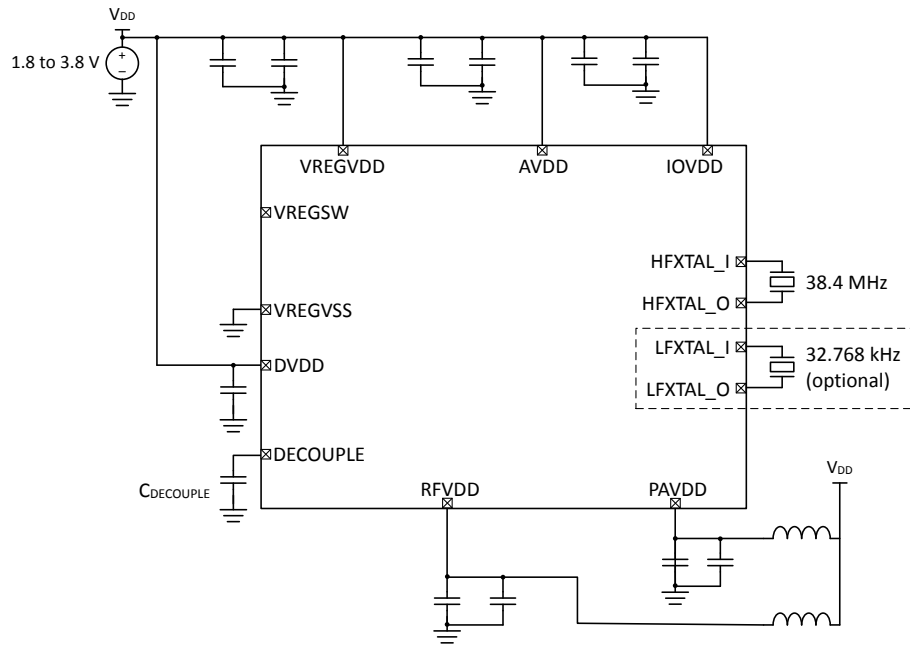 VDD
1.8 to 3.8 V
+
–
VREGVDD
AVDD
IOVDD
VREGSW
HFXTAL_I
38.4 MHz
HFXTAL_O
VREGVSS
LFXTAL_I
32.768 kHz
(optional)
DVDD
LFXTAL_O
DECOUPLE
CDECOUPLE
RFVDD
PAVDD
VDD